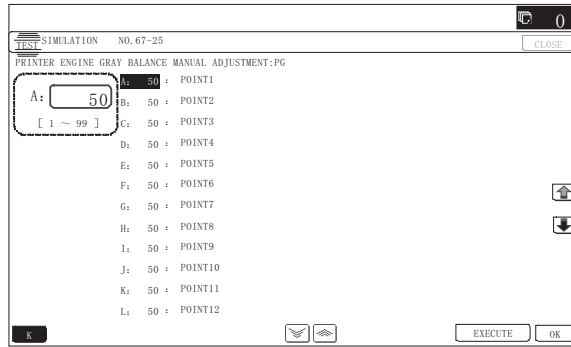 0
TEST SIMULATION NO.67-25
CLOSE
PRINTER ENGINE GRAY BALANCE MANUAL ADJUSTMENT:PG
A: 50
[ 1 ～ 99 ]
A: 50 : POINT1
B: 50 : POINT2
C: 50 : POINT3
D: 50 : POINT4
E: 50 : POINT5
F: 50 : POINT6
G: 50 : POINT7
H: 50 : POINT8
I: 50 : POINT9
J: 50 : POINT10
K: 50 : POINT11
L: 50 : POINT12
K
EXECUTE
OK